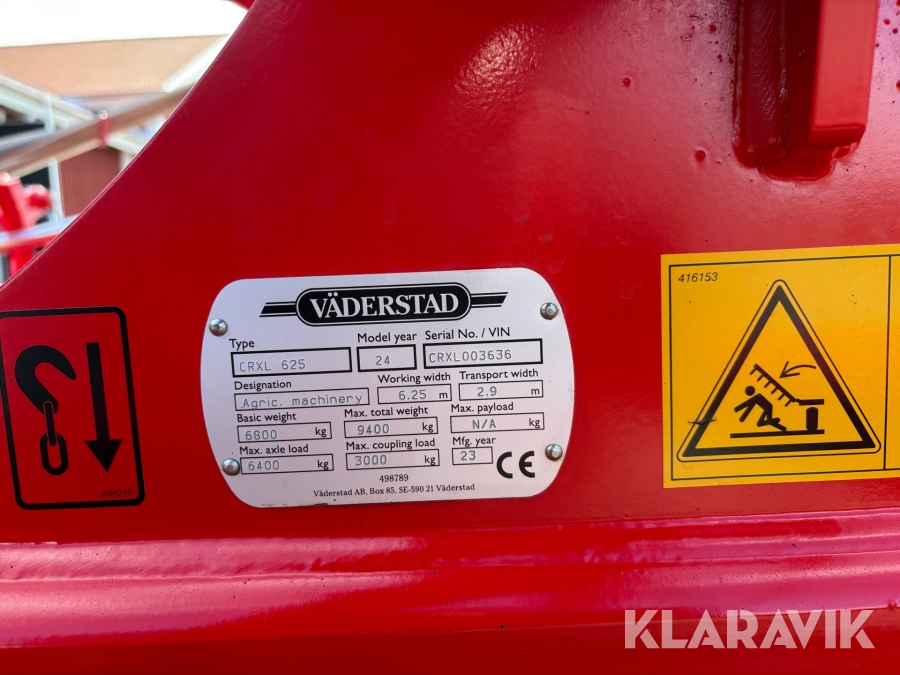 416153
VÄDERSTAD
Type Model year Serial No. / VIN
CRXL 625 24 CRXL003636
Designation Working width Transport width
Agric. machinery 6.25 m 2.9 m
Basic weight Max. total weight Max. payload
6800 kg 9400 kg N/A kg
Max. axle load Max. coupling load Mfg. year
6400 kg 3000 kg 23 CE
498789
Väderstad AB, Box 85, SE-590 21 Väderstad
KLARAVIK